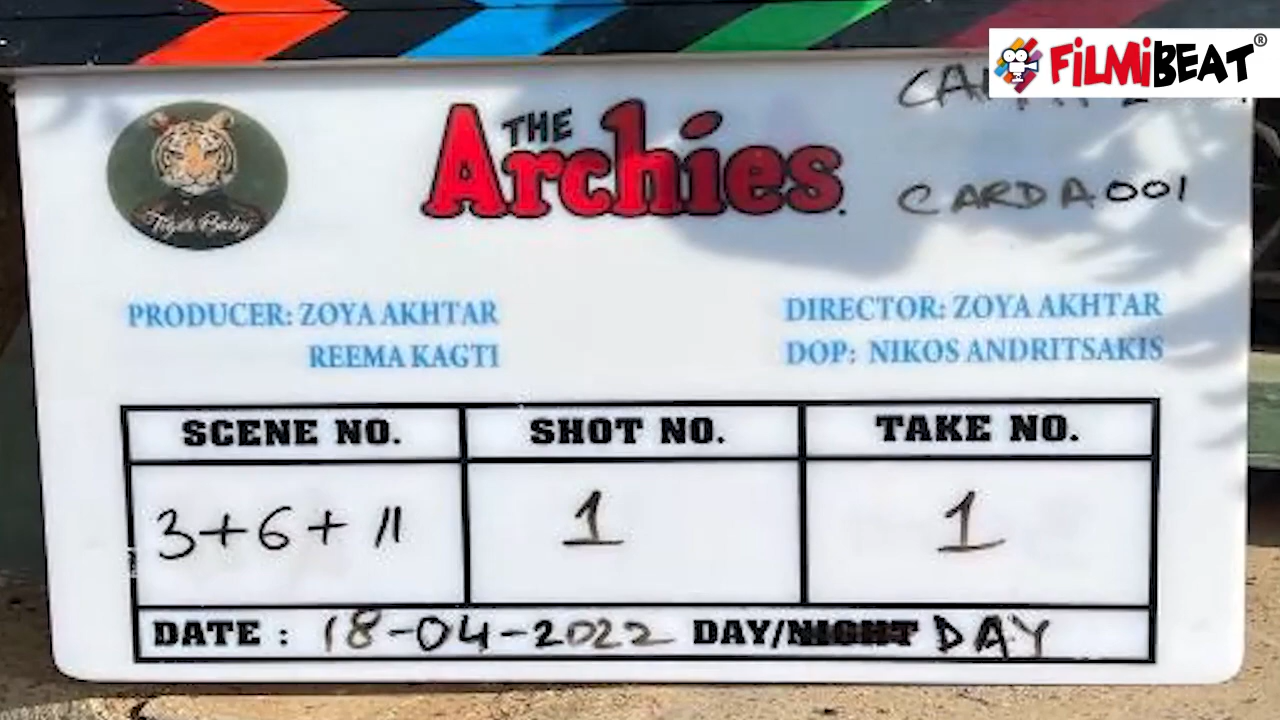 FiLMiBEAT®
THE
Archies
CARD A001
Tiger Baby
PRODUCER: ZOYA AKHTAR
REEMA KAGTI
DIRECTOR: ZOYA AKHTAR
DOP: NIKOS ANDRITSAKIS
SCENE NO. SHOT NO. TAKE NO.
3+6+11 1 1
DATE : 18-04-2022 DAY/NIGHT DAY